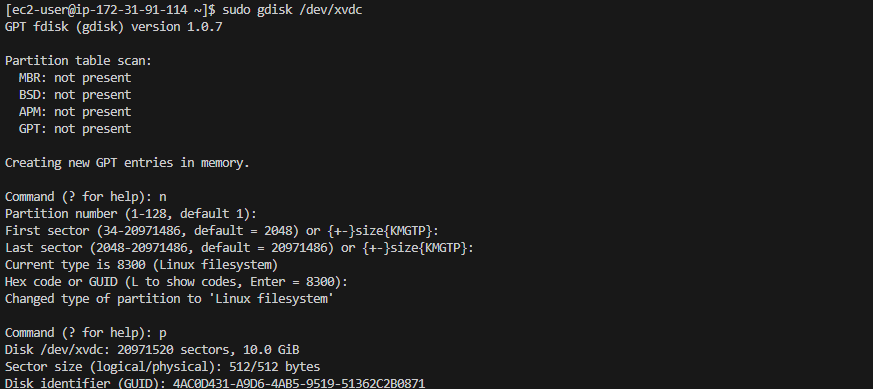 [ec2-user@ip-172-31-91-114 ~]$ sudo gdisk /dev/xvdc
GPT fdisk (gdisk) version 1.0.7
Partition table scan:
  MBR: not present
  BSD: not present
  APM: not present
  GPT: not present
Creating new GPT entries in memory.
Command (? for help): n
Partition number (1-128, default 1):
First sector (34-20971486, default = 2048) or {+-}size{KMGTP}:
Last sector (2048-20971486, default = 20971486) or {+-}size{KMGTP}:
Current type is 8300 (Linux filesystem)
Hex code or GUID (L to show codes, Enter = 8300):
Changed type of partition to 'Linux filesystem'
Command (? for help): p
Disk /dev/xvdc: 20971520 sectors, 10.0 GiB
Sector size (logical/physical): 512/512 bytes
Disk identifier (GUID): 4AC0D431-A9D6-4AB5-9519-51362C2B0871